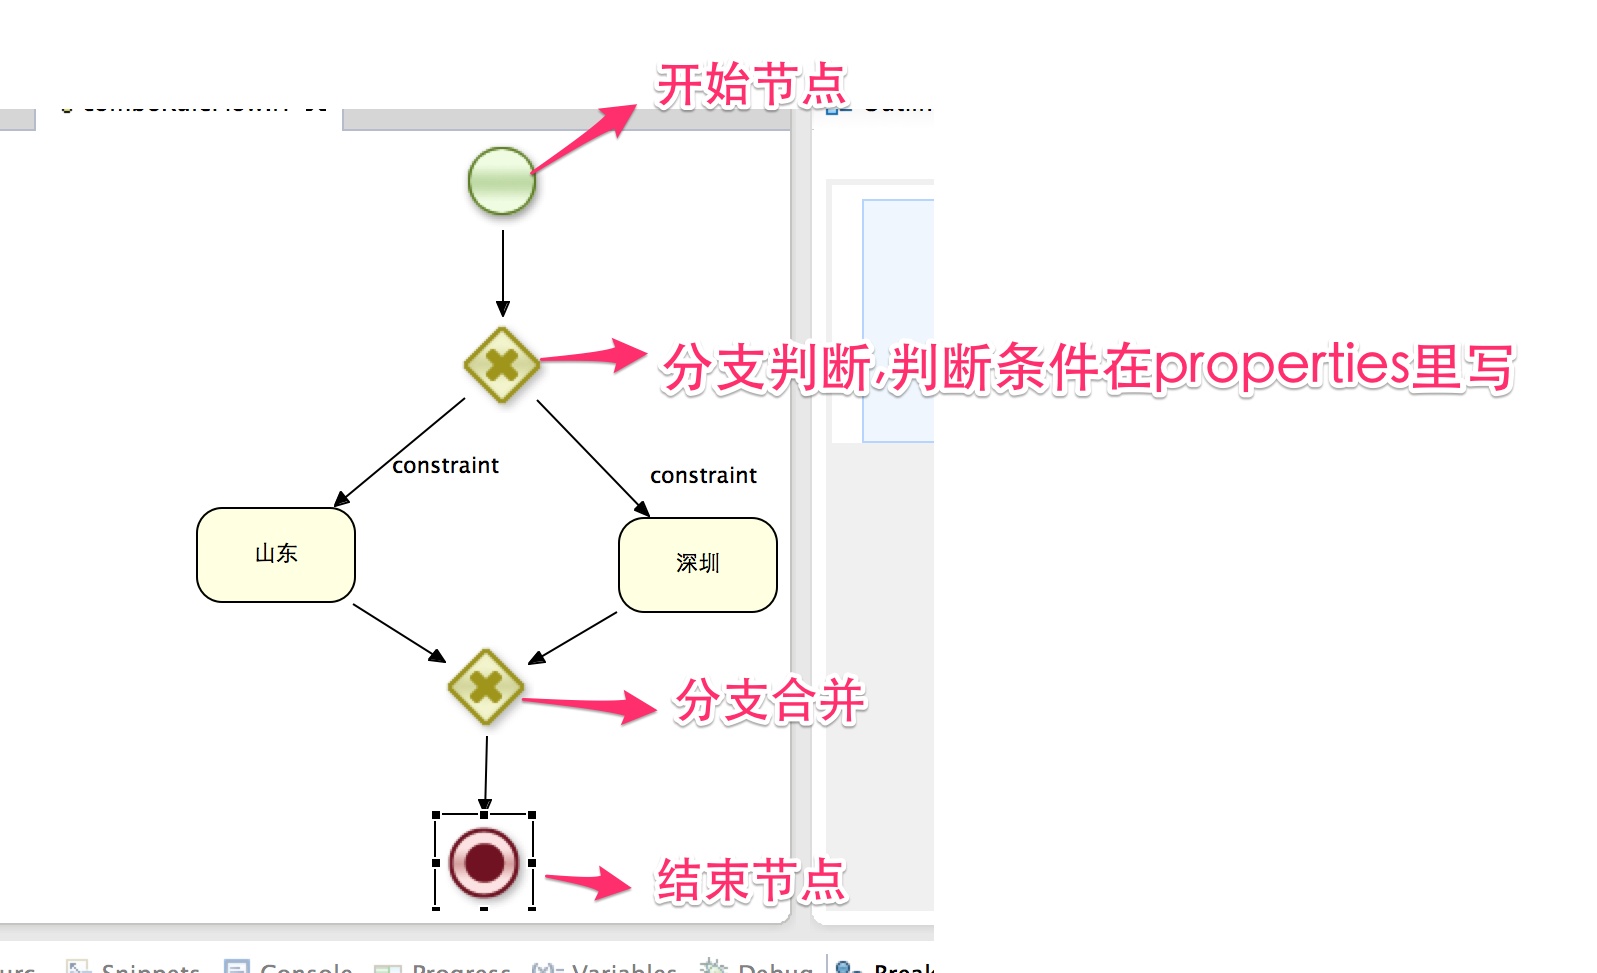 开始节点
分支判断,判断条件在properties里写
constraint
constraint
山东
深圳
分支合并
结束节点
Snippets
Console
Progress
Variables
Debug